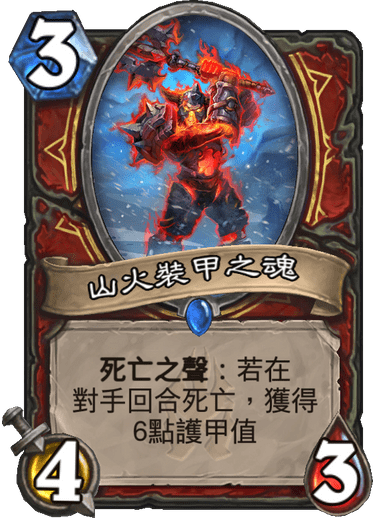 3
山火裝甲之魂
死亡之聲：若在
對手回合死亡，獲得
6點護甲值
4
3